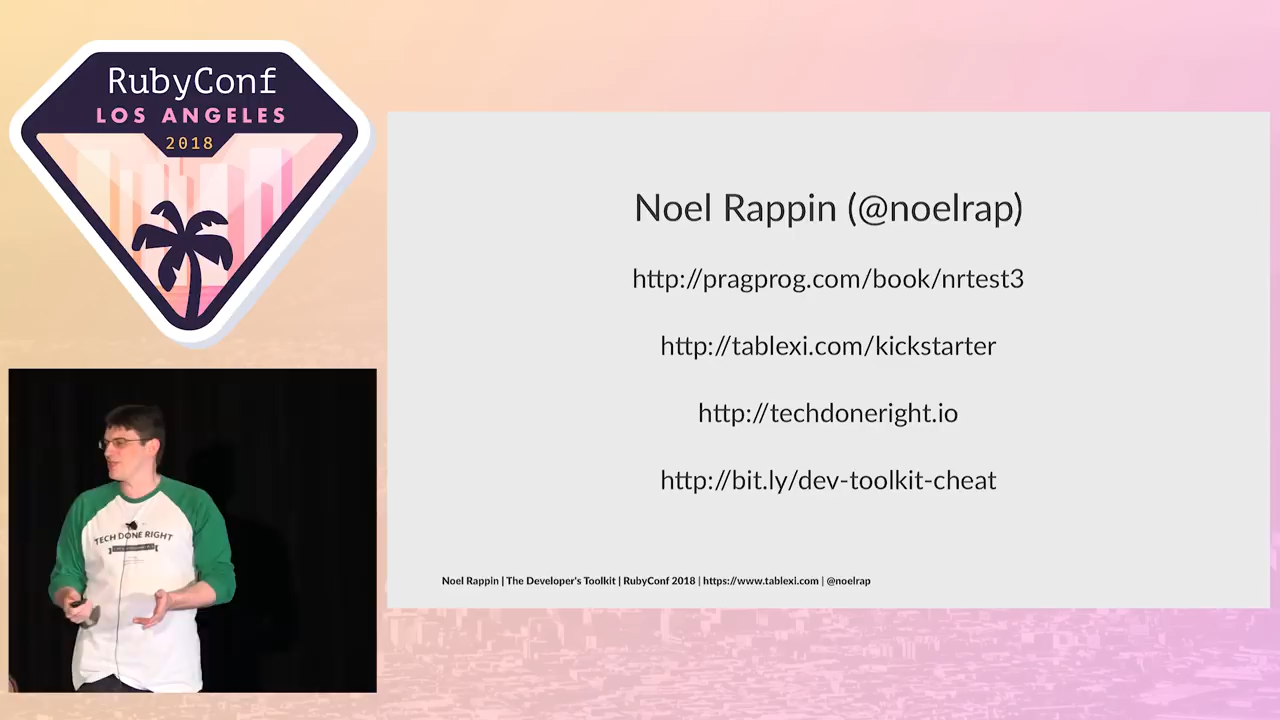 RubyConf
LOS ANGELES
2018
Noel Rappin (@noelrap)
http://pragprog.com/book/nrtest3
http://tablexi.com/kickstarter
http://techdoneright.io
http://bit.ly/dev-toolkit-cheat
Noel Rappin | The Developer's Toolkit | RubyConf 2018 | https://www.tablexi.com | @noelrap
TECH DONE RIGHT